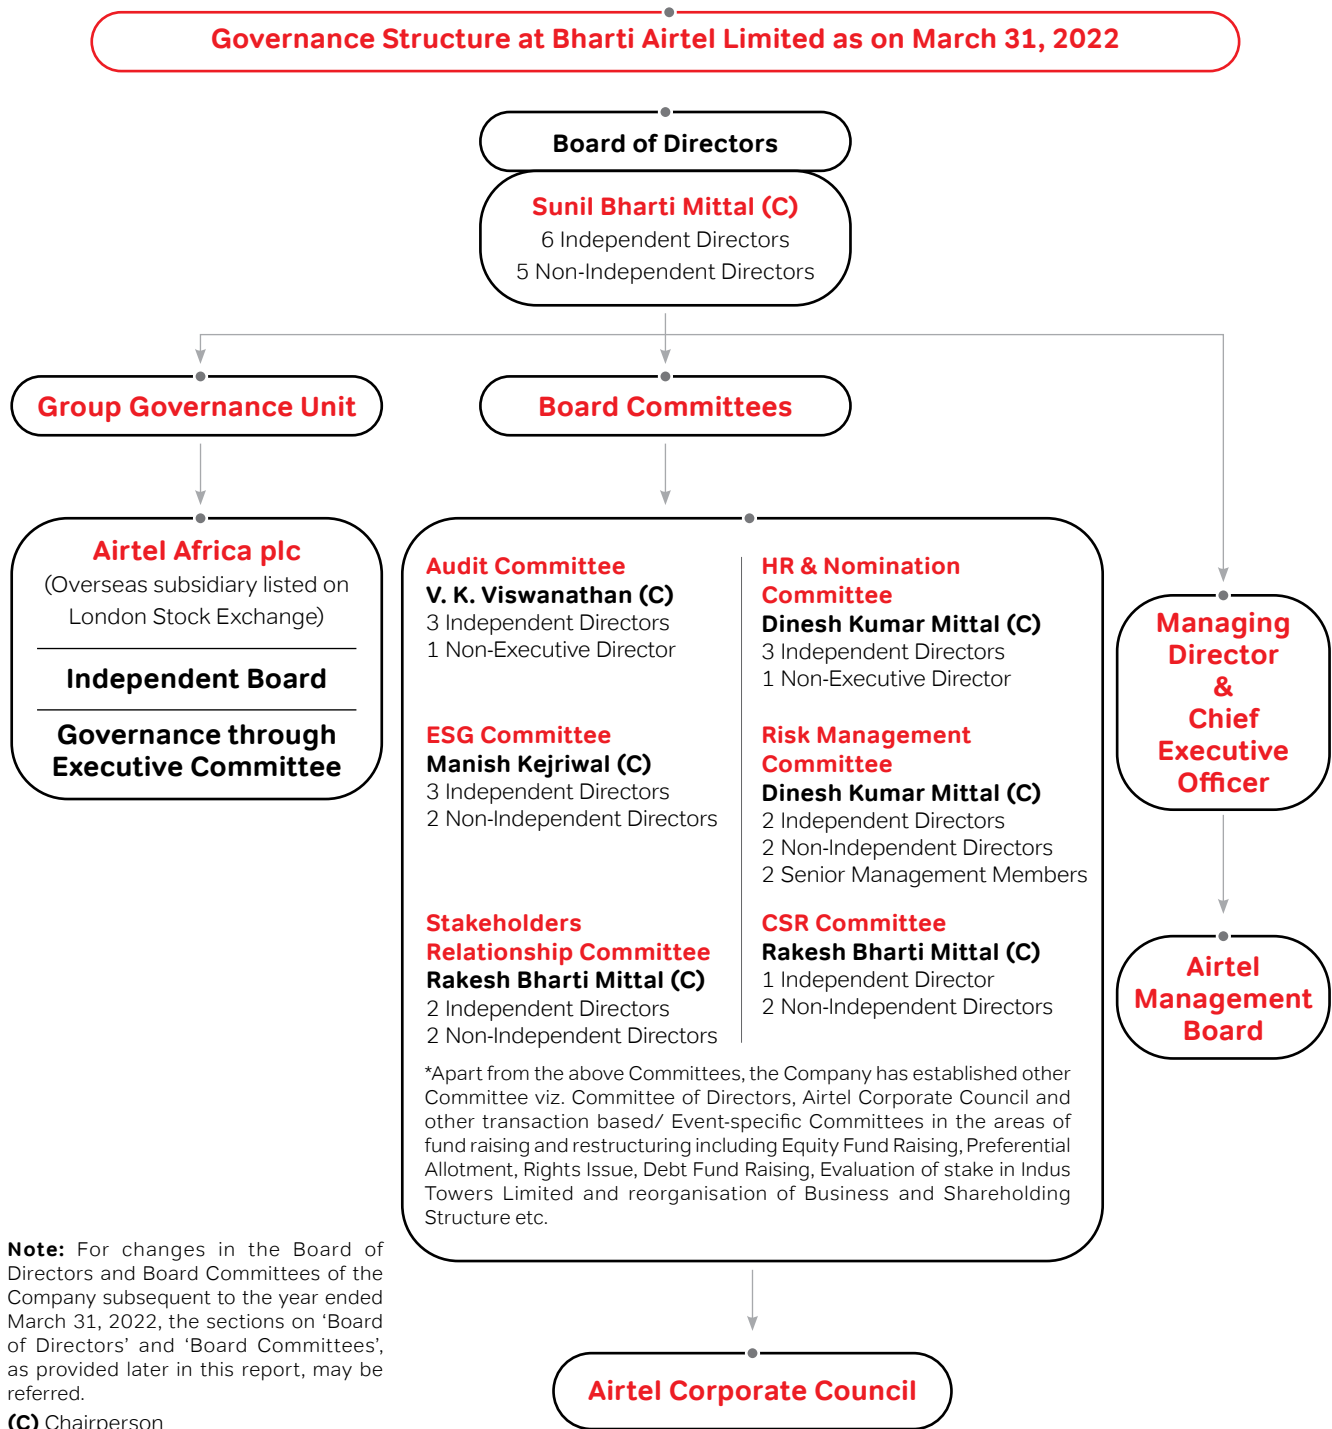 Governance Structure at Bharti Airtel Limited as on March 31, 2022
Board of Directors
Sunil Bharti Mittal (C)
6 Independent Directors
5 Non-Independent Directors
Group Governance Unit
Board Committees
Airtel Africa plc
(Overseas subsidiary listed on
London Stock Exchange)
Independent Board
Governance through
Executive Committee
Audit Committee
V. K. Viswanathan (C)
3 Independent Directors
1 Non-Executive Director
HR & Nomination
Committee
Dinesh Kumar Mittal (C)
3 Independent Directors
1 Non-Executive Director
ESG Committee
Manish Kejriwal (C)
3 Independent Directors
2 Non-Independent Directors
Risk Management
Committee
Dinesh Kumar Mittal (C)
2 Independent Directors
2 Non-Independent Directors
2 Senior Management Members
Stakeholders
Relationship Committee
Rakesh Bharti Mittal (C)
2 Independent Directors
2 Non-Independent Directors
CSR Committee
Rakesh Bharti Mittal (C)
1 Independent Director
2 Non-Independent Directors
*Apart from the above Committees, the Company has established other
Committee viz. Committee of Directors, Airtel Corporate Council and
other transaction based/ Event-specific Committees in the areas of
fund raising and restructuring including Equity Fund Raising, Preferential
Allotment, Rights Issue, Debt Fund Raising, Evaluation of stake in Indus
Towers Limited and reorganisation of Business and Shareholding
Structure etc.
Managing
Director
&
Chief
Executive
Officer
Airtel
Management
Board
Airtel Corporate Council
Note: For changes in the Board of
Directors and Board Committees of the
Company subsequent to the year ended
March 31, 2022, the sections on ‘Board
of Directors’ and ‘Board Committees’,
as provided later in this report, may be
referred.
(C) Chairperson